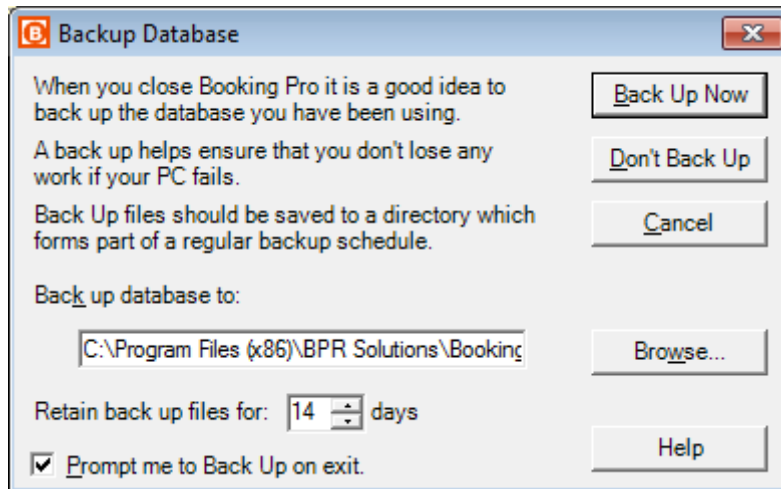 Backup Database
When you close Booking Pro it is a good idea to
back up the database you have been using.
Back Up Now
A back up helps ensure that you don't lose any
work if your PC fails.
Don't Back Up
Back Up files should be saved to a directory which
forms part of a regular backup schedule.
Cancel
Back up database to:
C:\Program Files (x86)\BPR Solutions\Booking
Browse...
Retain back up files for: 14 days
Prompt me to Back Up on exit.
Help